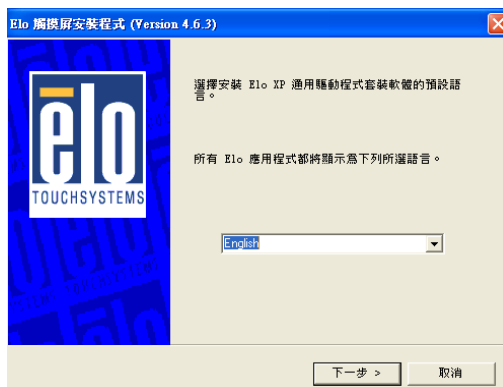 Elo 觸摸屏安裝程式 (Version 4.6.3)
選擇安裝 Elo XP 通用驅動程式套裝軟體的預設語
言。
所有 Elo 應用程式都將顯示為下列所選語言。
elo
TOUCHSYSTEMS
English
下一步 >
取消